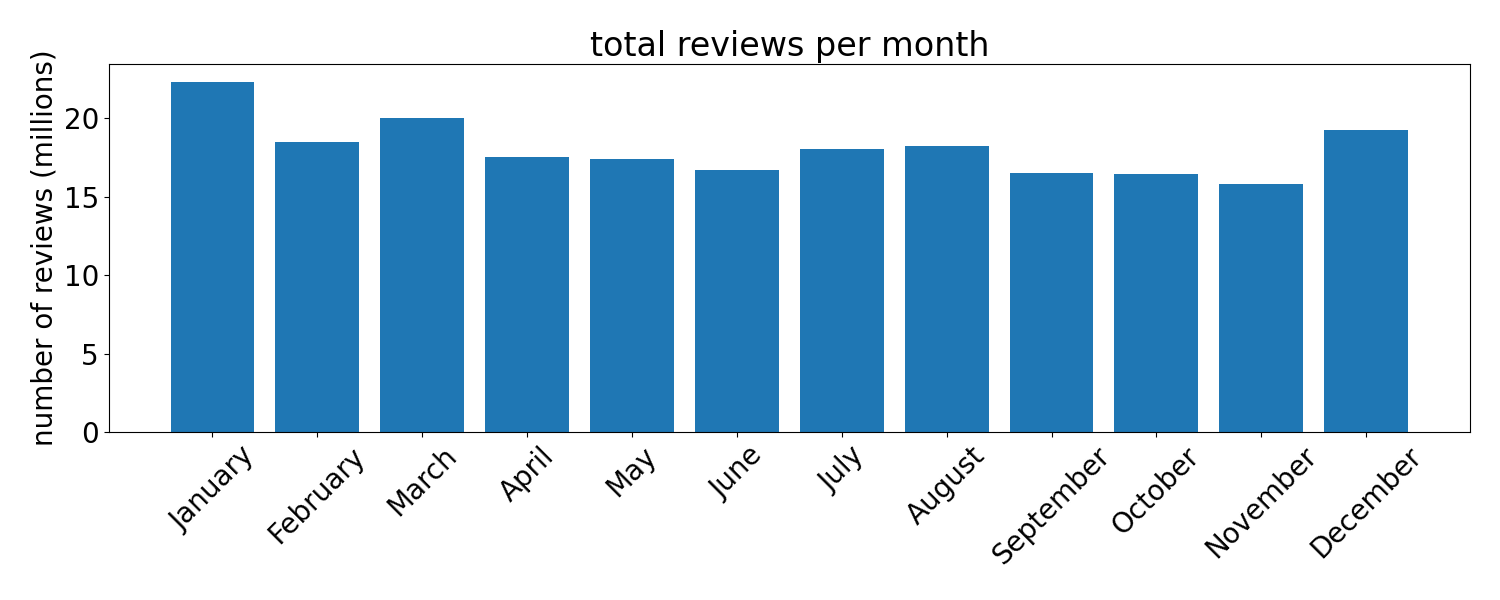 total reviews per month
number of reviews (millions)
20
15
10
5
0
January
February
March
April
May
June
July
August
September
October
November
December